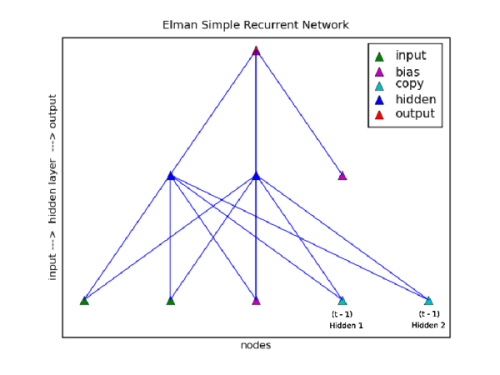 Elman Simple Recurrent Network
input
bias
copy
hidden
output
input ---> hidden layer ---> output
(t - 1)
Hidden 1
(t - 1)
Hidden 2
nodes